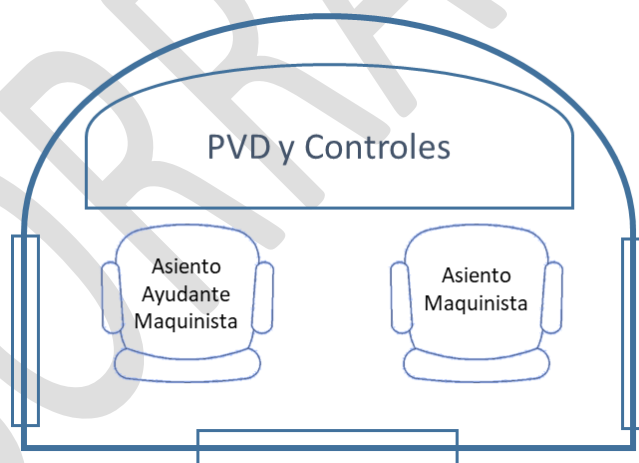 PVD y Controles
Asiento
Ayudante
Maquinista
Asiento
Maquinista